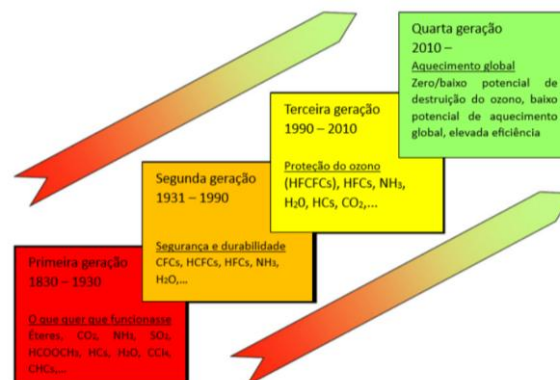 Quarta geração
2010 –
Aquecimento global
Zero/baixo potencial de
destruição do ozono, baixo
potencial de aquecimento
global, elevada eficiência
Terceira geração
1990 – 2010
Proteção do ozono
(HFCFCs), HFCs, NH₃,
H₂0, HCs, CO₂,...
Segunda geração
1931 – 1990
Segurança e durabilidade
CFCs, HCFCs, HFCs, NH₃,
H₂O,...
Primeira geração
1830 – 1930
O que quer que funcionasse
Éteres, CO₂, NH₃, SO₂,
HCOOCH₃, HCs, H₂O, CCl₄,
CHCs,...